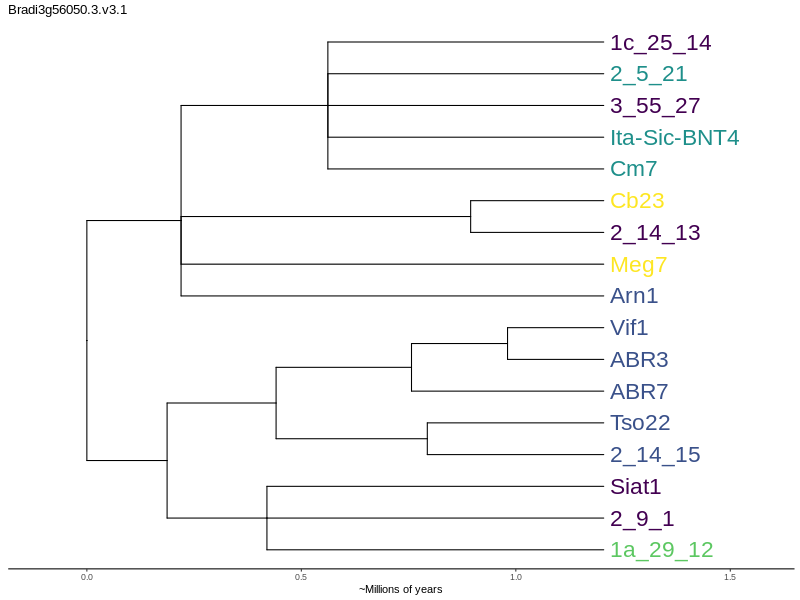 Bradi3g56050.3.v3.1
1c_25_14
2_5_21
3_55_27
Ita-Sic-BNT4
Cm7
Cb23
2_14_13
Meg7
Arn1
Vif1
ABR3
ABR7
Tso22
2_14_15
Siat1
2_9_1
1a_29_12
0.0 0.5 1.0 1.5
~Millions of years